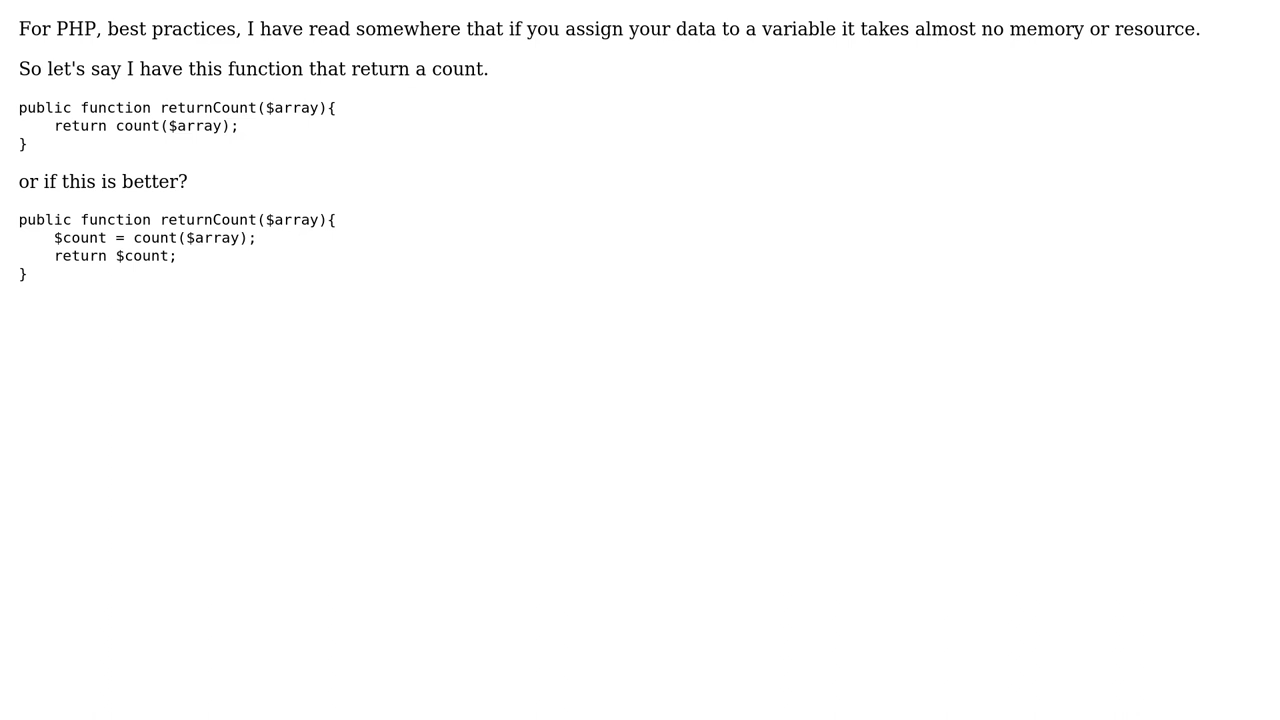 For PHP, best practices, I have read somewhere that if you assign your data to a variable it takes almost no memory or resource.
So let's say I have this function that return a count.
public function returnCount($array){
    return count($array);
}
or if this is better?
public function returnCount($array){
    $count = count($array);
    return $count;
}